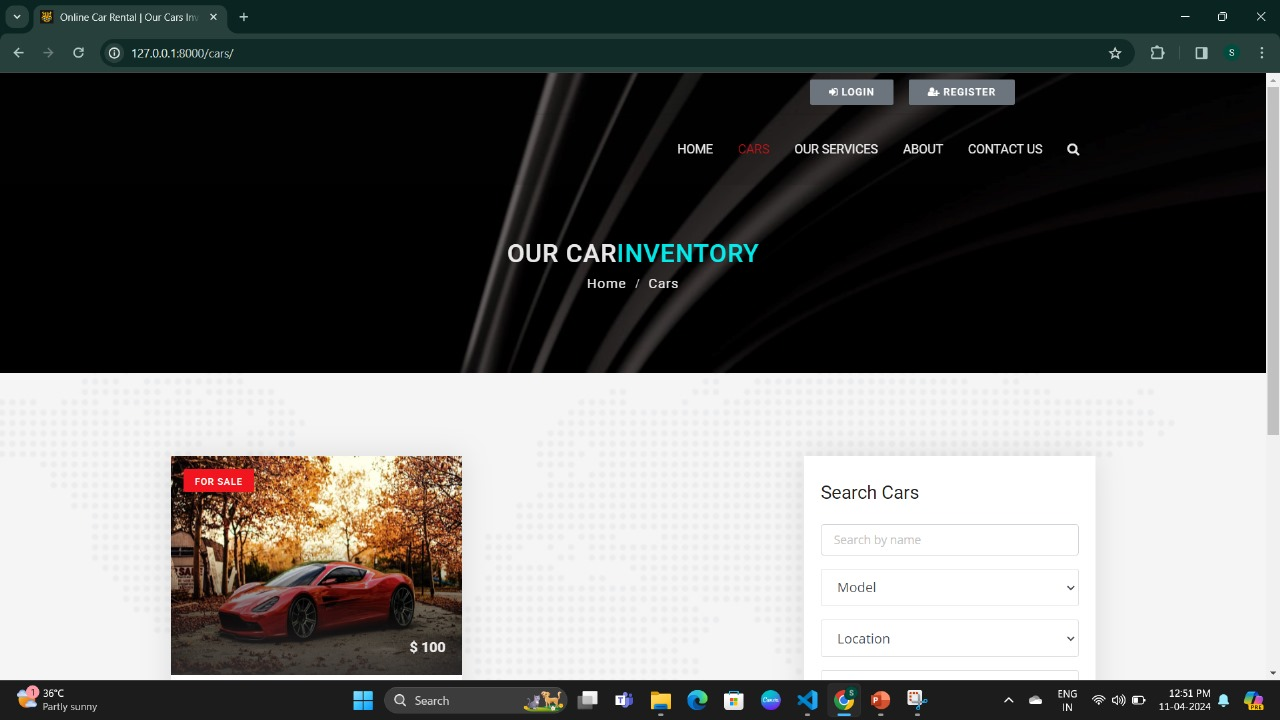 Online Car Rental | Our Cars Inv
127.0.0.1:8000/cars/
S
LOGIN
REGISTER
HOME
CARS
OUR SERVICES
ABOUT
CONTACT US
OUR CARINVENTORY
Home / Cars
FOR SALE
$ 100
Search Cars
Search by name
Model
Location
1
36°C
Partly sunny
Search
ENG
IN
12:51 PM
11-04-2024